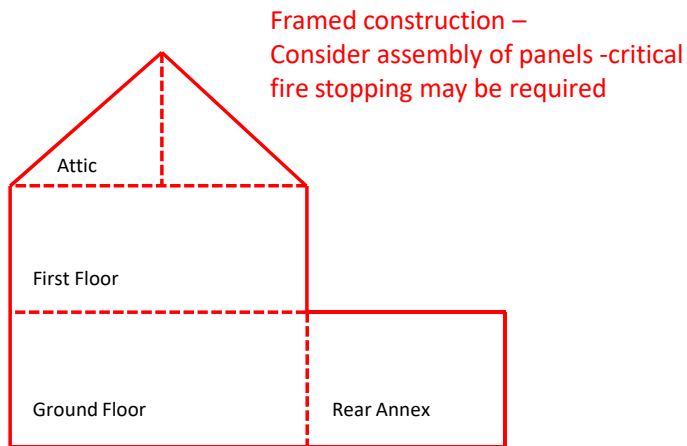 Framed construction –
Consider assembly of panels -critical
fire stopping may be required
Attic
First Floor
Ground Floor
Rear Annex